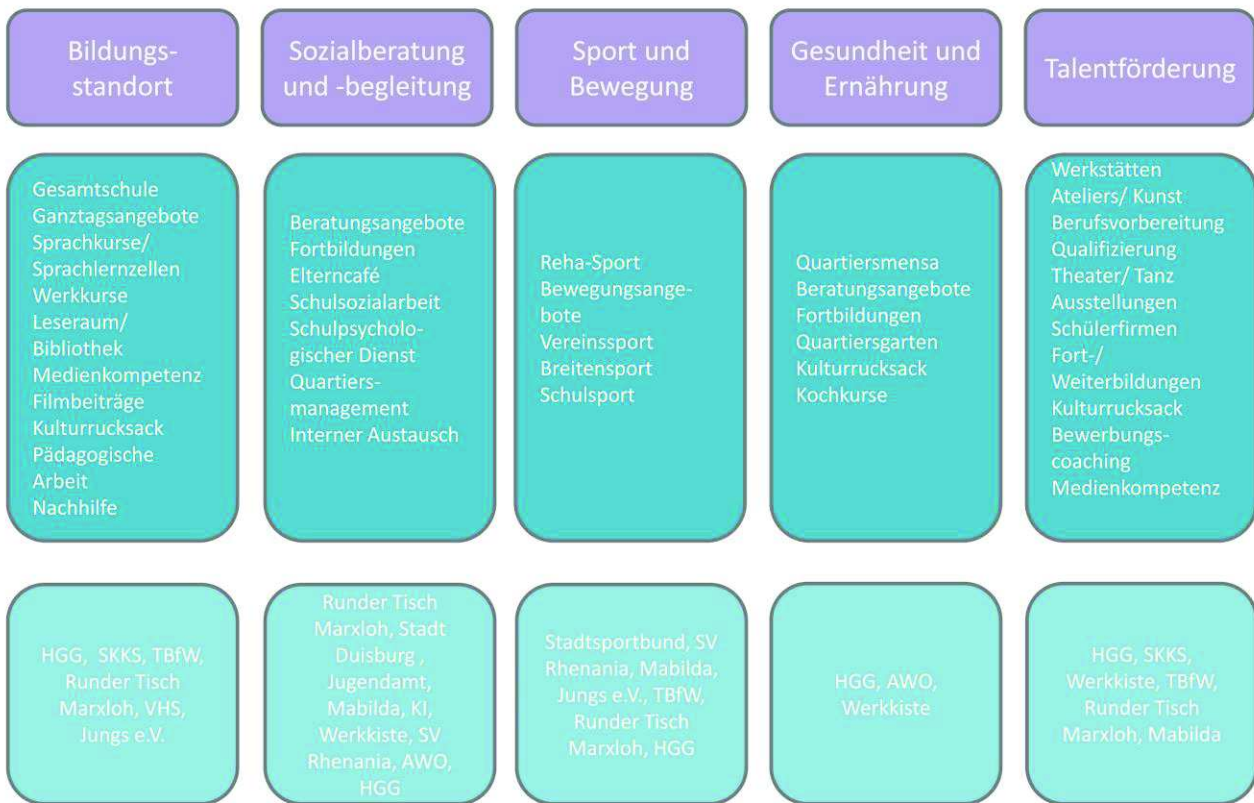 Bildungs-
standort
Sozialberatung
und -begleitung
Sport und
Bewegung
Gesundheit und
Ernährung
Talentförderung
Gesamtschule
Ganztagsangebote
Sprachkurse/
Sprachlernzellen
Werkkurse
Leseraum/
Bibliothek
Medienkompetenz
Filmbeiträge
Kulturrucksack
Pädagogische
Arbeit
Nachhilfe
Beratungsangebote
Fortbildungen
Elterncafé
Schulsozialarbeit
Schulpsycholo-
gischer Dienst
Quartiers-
management
Interner Austausch
Reha-Sport
Bewegungsange-
bote
Vereinssport
Breitensport
Schulsport
Quartiersmensa
Beratungsangebote
Fortbildungen
Quartiersgarten
Kulturrucksack
Kochkurse
Werkstätten
Ateliers/ Kunst
Berufsvorbereitung
Qualifizierung
Theater/ Tanz
Ausstellungen
Schülerfirmen
Fort-/
Weiterbildungen
Kulturrucksack
Bewerbungs-
coaching
Medienkompetenz
HGG, SKKS, TBfW,
Runder Tisch
Marxloh, VHS,
Jungs e.V.
Runder Tisch
Marxloh, Stadt
Duisburg ,
Jugendamt,
Mabilda, KI,
Werkkiste, SV
Rhenania, AWO,
HGG
Stadtsportbund, SV
Rhenania, Mabilda,
Jungs e.V., TBfW,
Runder Tisch
Marxloh, HGG
HGG, AWO,
Werkkiste
HGG, SKKS,
Werkkiste, TBfW,
Runder Tisch
Marxloh, Mabilda